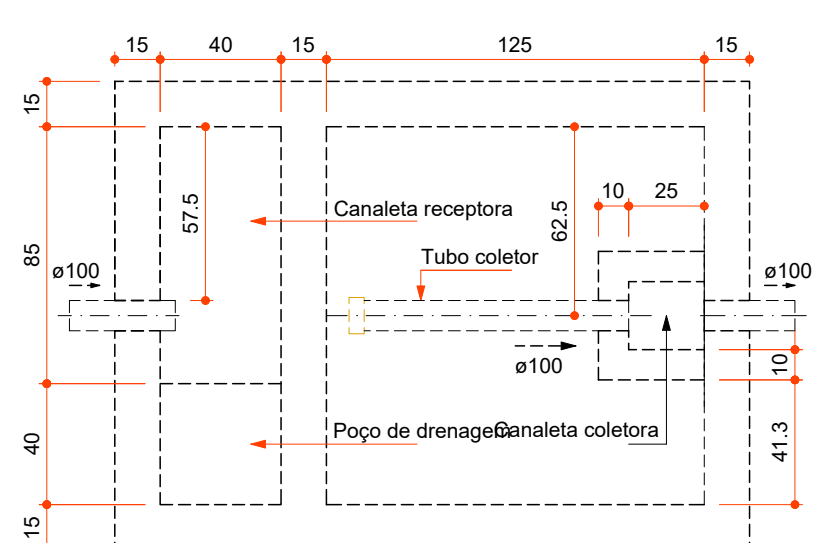 15 40 15 125 15
15
10 25
57.5
62.5
Canaleta receptora
85
Tubo coletor
ø100
ø100
ø100
10
Poço de drenagem
Canaleta coletora
40
41.3
15